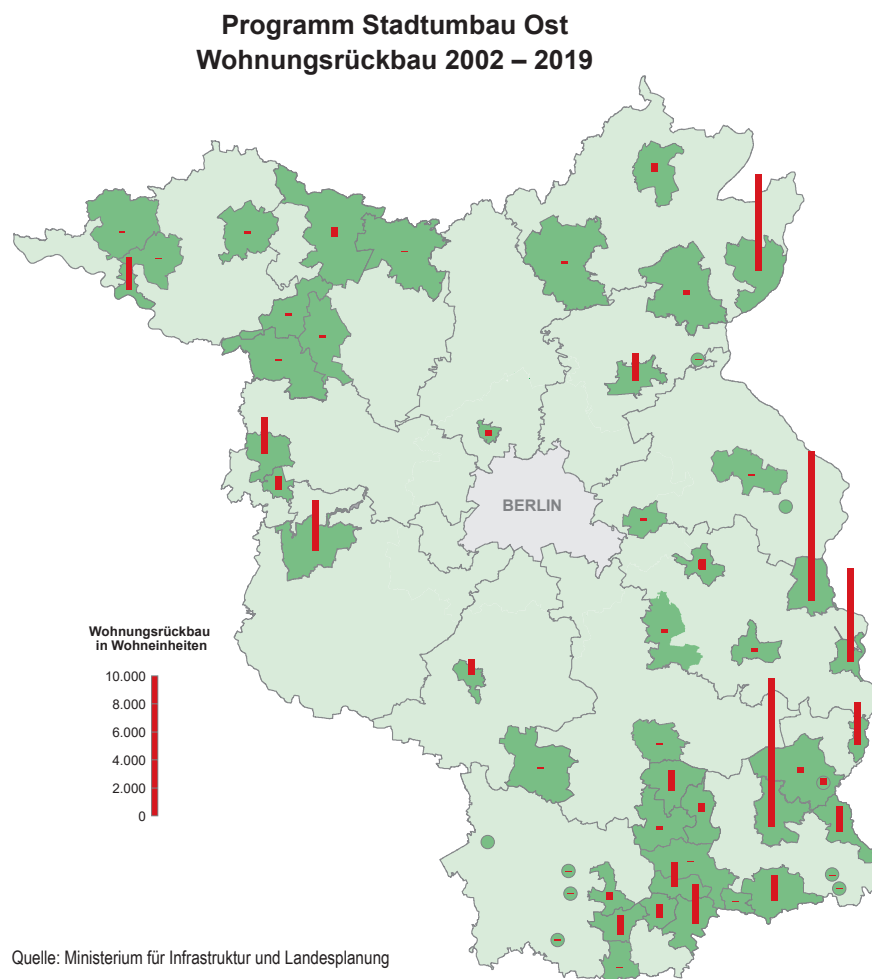 Programm Stadtumbau Ost
Wohnungsrückbau 2002 – 2019
BERLIN
Wohnungsrückbau
in Wohneinheiten
10.000
8.000
6.000
4.000
2.000
0
Quelle: Ministerium für Infrastruktur und Landesplanung